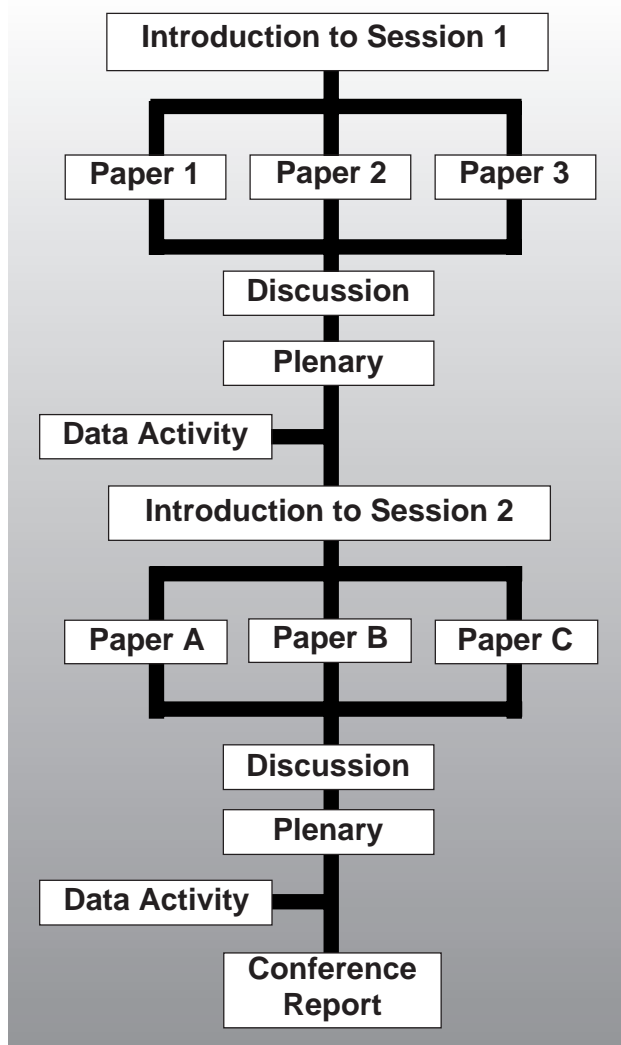 Introduction to Session 1
Paper 1
Paper 2
Paper 3
Discussion
Plenary
Data Activity
Introduction to Session 2
Paper A
Paper B
Paper C
Discussion
Plenary
Data Activity
Conference
Report